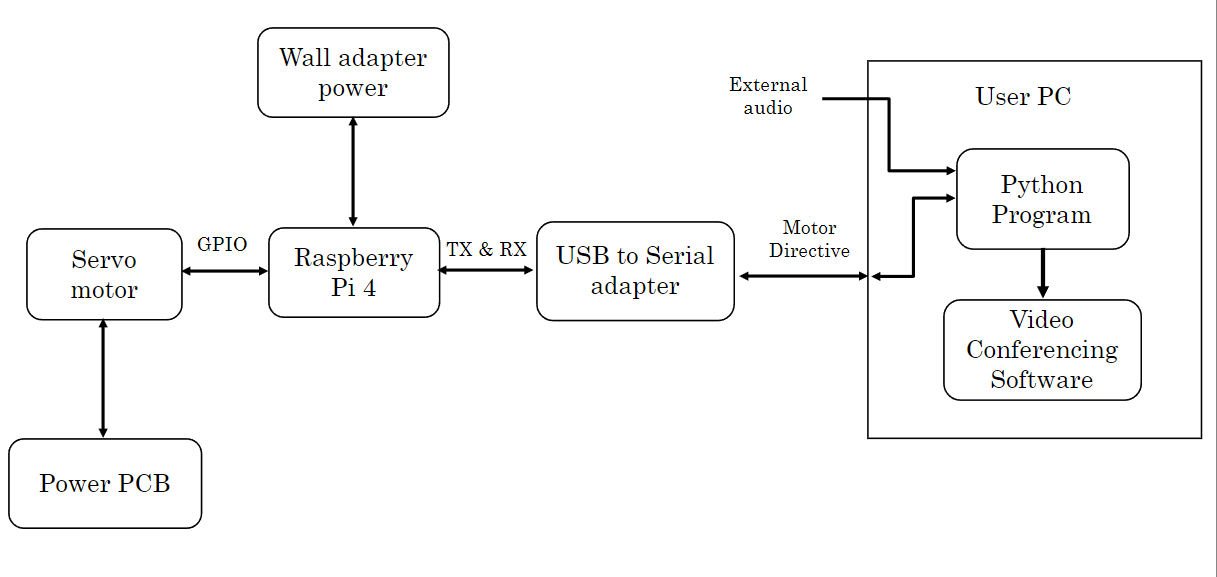 Wall adapter
power
External
audio
User PC
Python
Program
Servo
motor
GPIO
Raspberry
Pi 4
TX & RX
USB to Serial
adapter
Motor
Directive
Video
Conferencing
Software
Power PCB